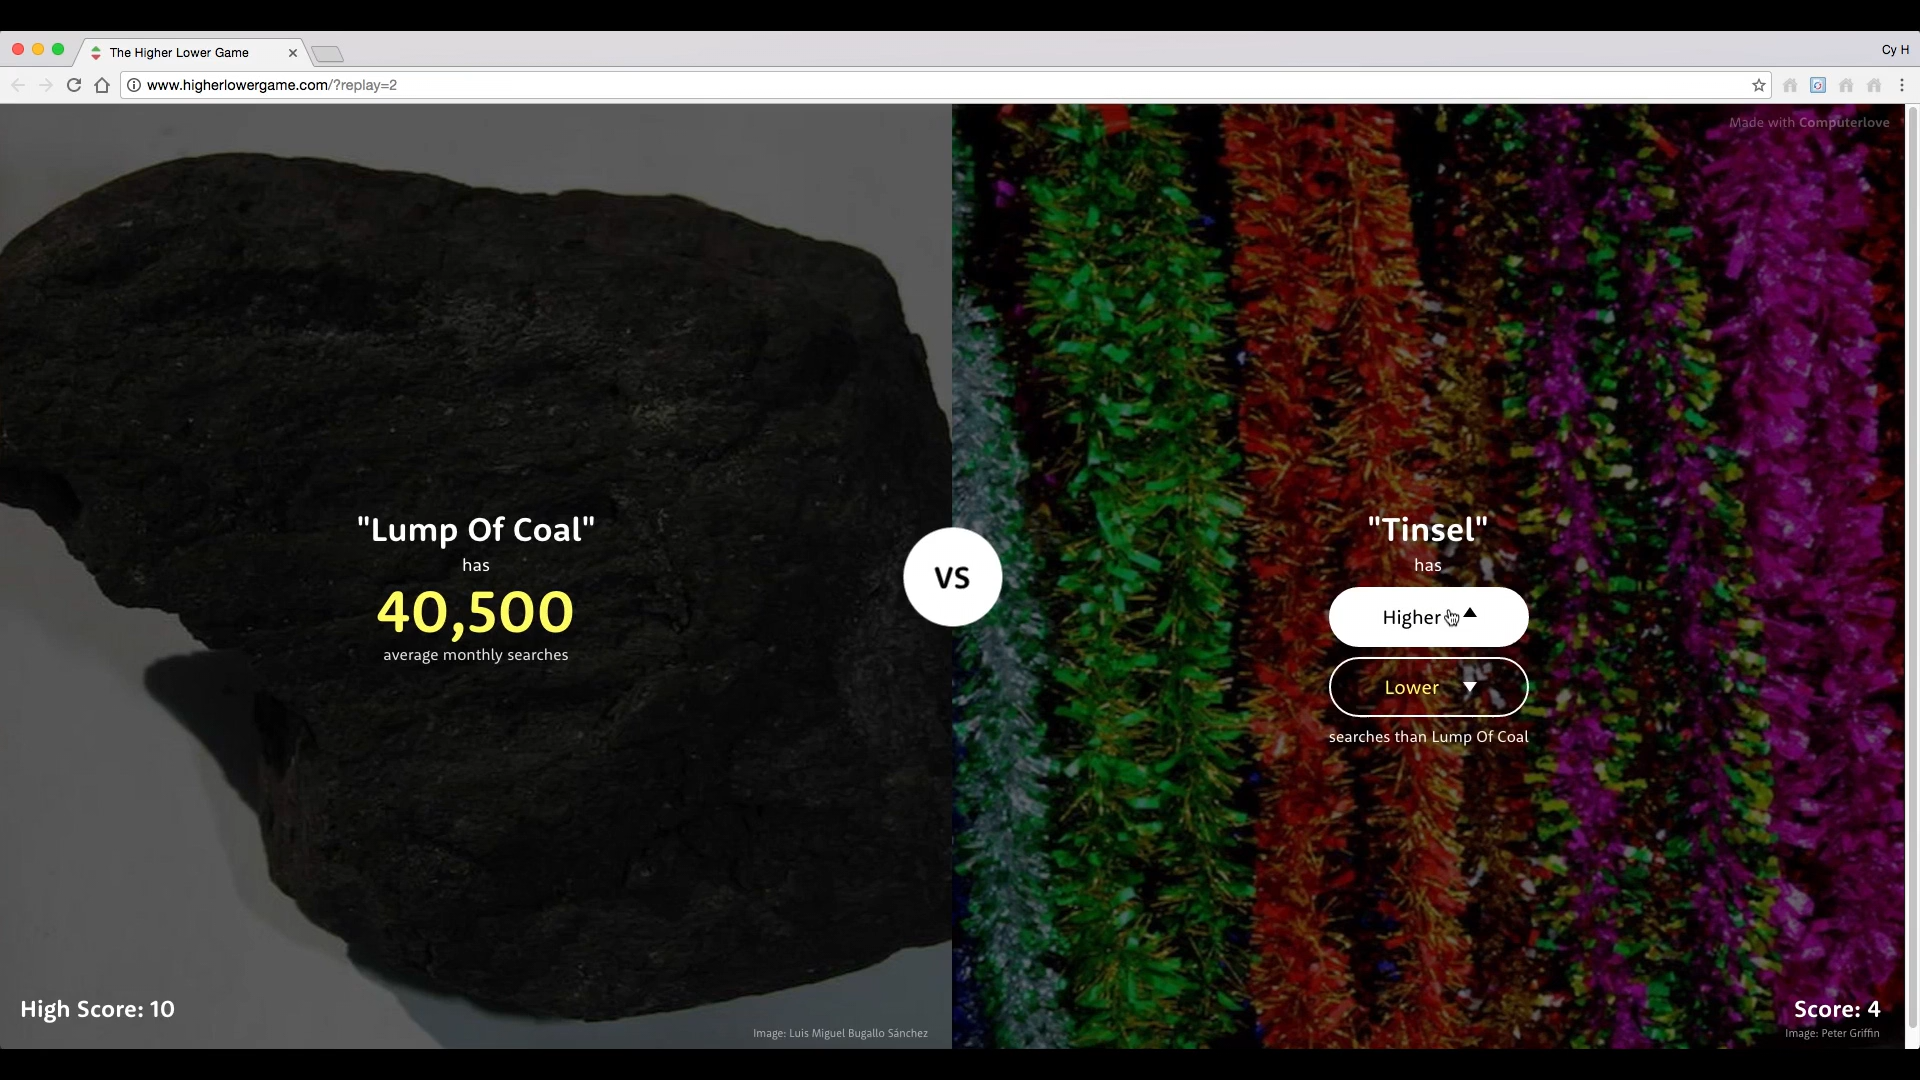 The Higher Lower Game
Cy H
www.higherlowergame.com/?replay=2
Made with Computerlove
"Lump Of Coal"
has
40,500
average monthly searches
VS
"Tinsel"
has
Higher
Lower
searches than Lump Of Coal
High Score: 10
Score: 4
Image: Luis Miguel Bugallo Sánchez
Image: Peter Griffin